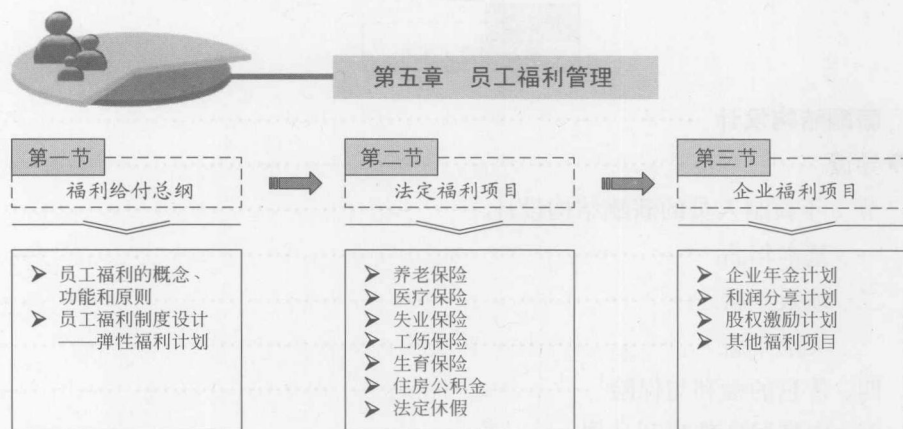 第五章 员工福利管理
第一节
福利给付总纲
第二节
法定福利项目
第三节
企业福利项目
➤ 员工福利的概念、
功能和原则
➤ 员工福利制度设计
——弹性福利计划
➤ 养老保险
➤ 医疗保险
➤ 失业保险
➤ 工伤保险
➤ 生育保险
➤ 住房公积金
➤ 法定休假
➤ 企业年金计划
➤ 利润分享计划
➤ 股权激励计划
➤ 其他福利项目